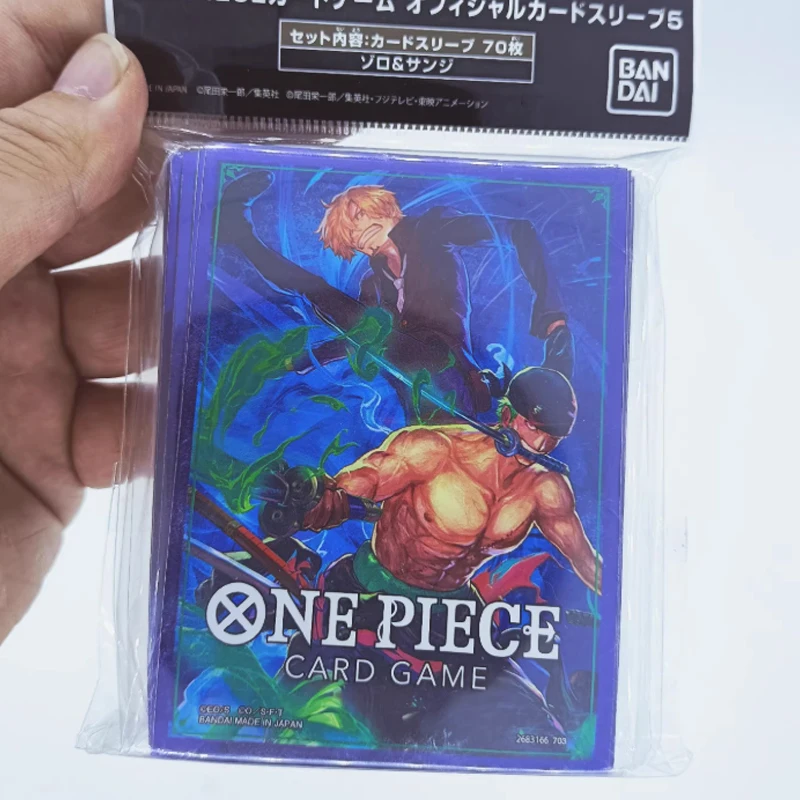 カードゲーム オフィシャルカードスリーブ5
セット内容:カードスリーブ 70枚
ゾロ&サンジ
BAN
DAI
IN JAPAN ©尾田栄一郎/集英社 ©尾田栄一郎/集英社・フジテレビ・東映アニメーション
ONE PIECE
CARD GAME
BANDAI MADE IN JAPAN
2683166 703